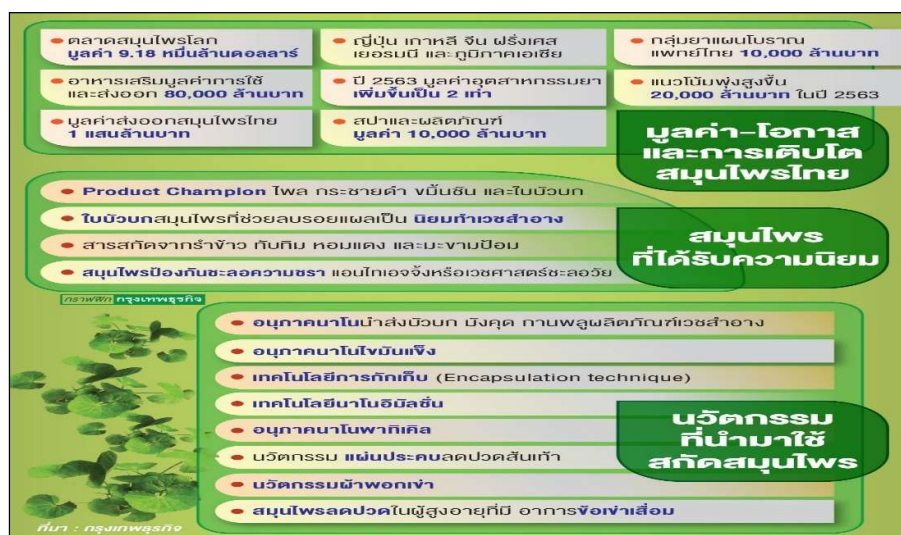 • ตลาดสมุนไพรโลก
มูลค่า 9.18 หมื่นล้านดอลลาร์
• ญี่ปุ่น เกาหลี จีน ฝรั่งเศส
เยอรมนี และภูมิภาคเอเชีย
• กลุ่มยาแผนโบราณ
แพทย์ไทย 10,000 ล้านบาท
• อาหารเสริมมูลค่าการใช้
และส่งออก 80,000 ล้านบาท
• ปี 2563 มูลค่าอุตสาหกรรมยา
เพิ่มขึ้นเป็น 2 เท่า
• แนวโน้มพุ่งสูงขึ้น
20,000 ล้านบาท ในปี 2563
• มูลค่าส่งออกสมุนไพรไทย
1 แสนล้านบาท
• สปาและผลิตภัณฑ์
มูลค่า 10,000 ล้านบาท
มูลค่า-โอกาส
และการเติบโต
สมุนไพรไทย
• Product Champion ไพล กระชายดำ ขมิ้นชัน และใบบัวบก
• ใบบัวบกสมุนไพรที่ช่วยลบรอยแผลเป็น นิยมทำเวชสำอาง
• สารสกัดจากรำข้าว ทับทิม หอมแดง และมะขามป้อม
• สมุนไพรป้องกันชะลอความชรา แอนไทเอจจิ้งหรือเวชศาสตร์ชะลอวัย
สมุนไพร
ที่ได้รับความนิยม
กราฟฟิก กรุงเทพธุรกิจ
• อนุภาคนาโนนำส่งบัวบก มังคุด กานพลูผลิตภัณฑ์เวชสำอาง
• อนุภาคนาโนไขมันแข็ง
• เทคโนโลยีการกักเก็บ (Encapsulation technique)
• เทคโนโลยีนาโนอิมัลชั่น
• อนุภาคนาโนพาทิเคิล
• นวัตกรรม แผ่นประคบลดปวดส้นเท้า
• นวัตกรรมผ้าพอกเข่า
• สมุนไพรลดปวดในผู้สูงอายุที่มี อาการข้อเข่าเสื่อม
นวัตกรรม
ที่นำมาใช้
สกัดสมุนไพร
ที่มา : กรุงเทพธุรกิจ